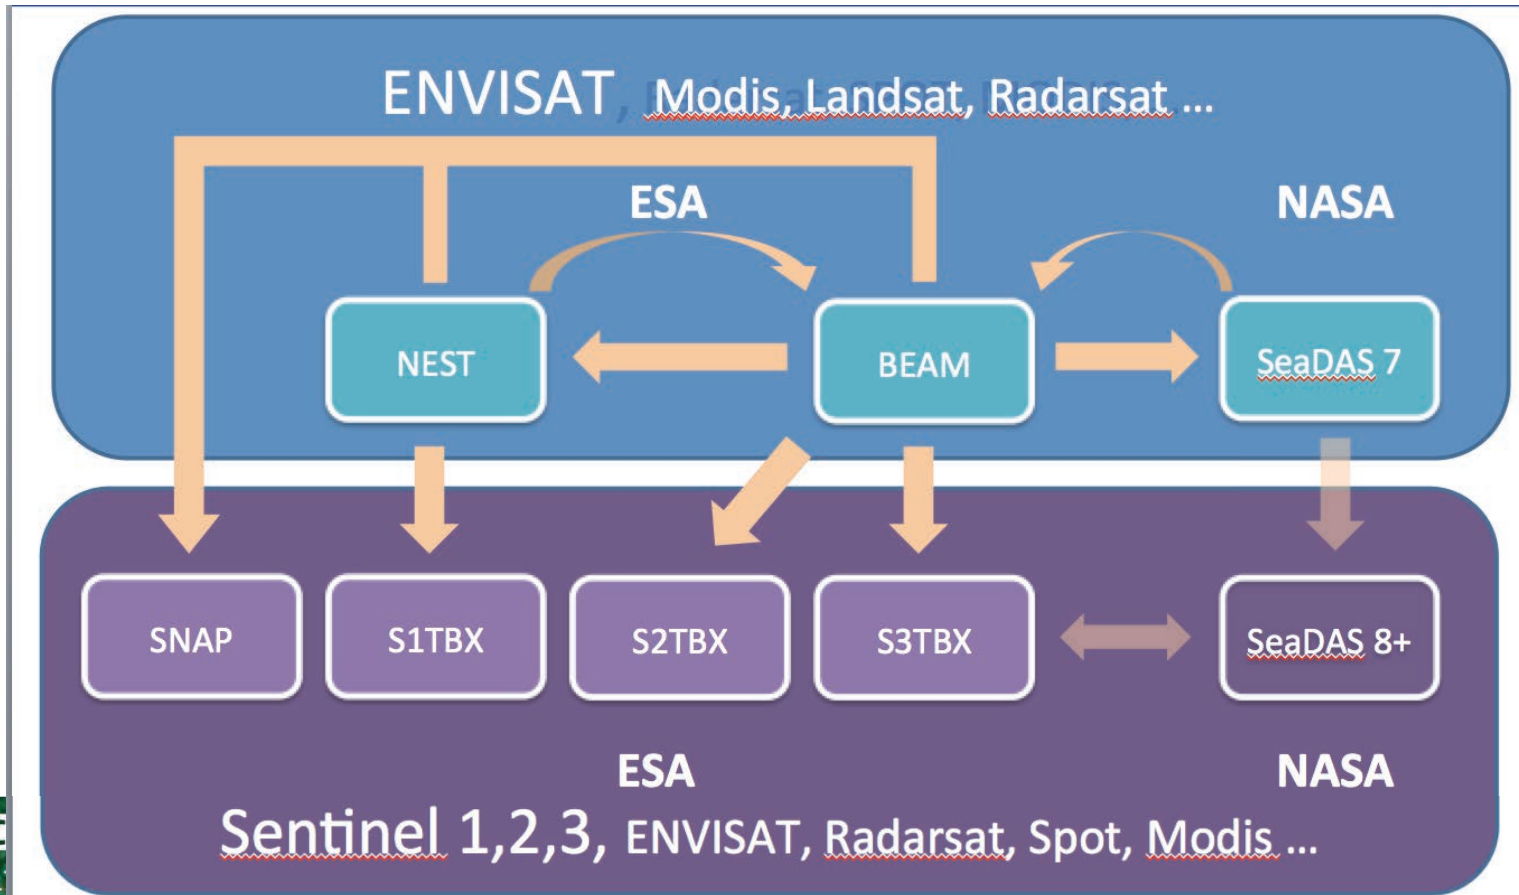 ENVISAT, Modis, Landsat, Radarsat ...
ESA NASA
NEST BEAM SeaDAS 7
SNAP S1TBX S2TBX S3TBX SeaDAS 8+
ESA NASA
Sentinel 1,2,3, ENVISAT, Radarsat, Spot, Modis ...